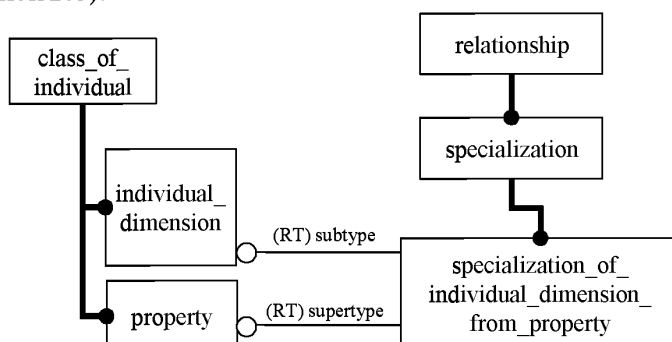 class_of_
individual
relationship
specialization
individual_
dimension
(RT) subtype
specialization_of_
individual_dimension_
from_property
property
(RT) supertype